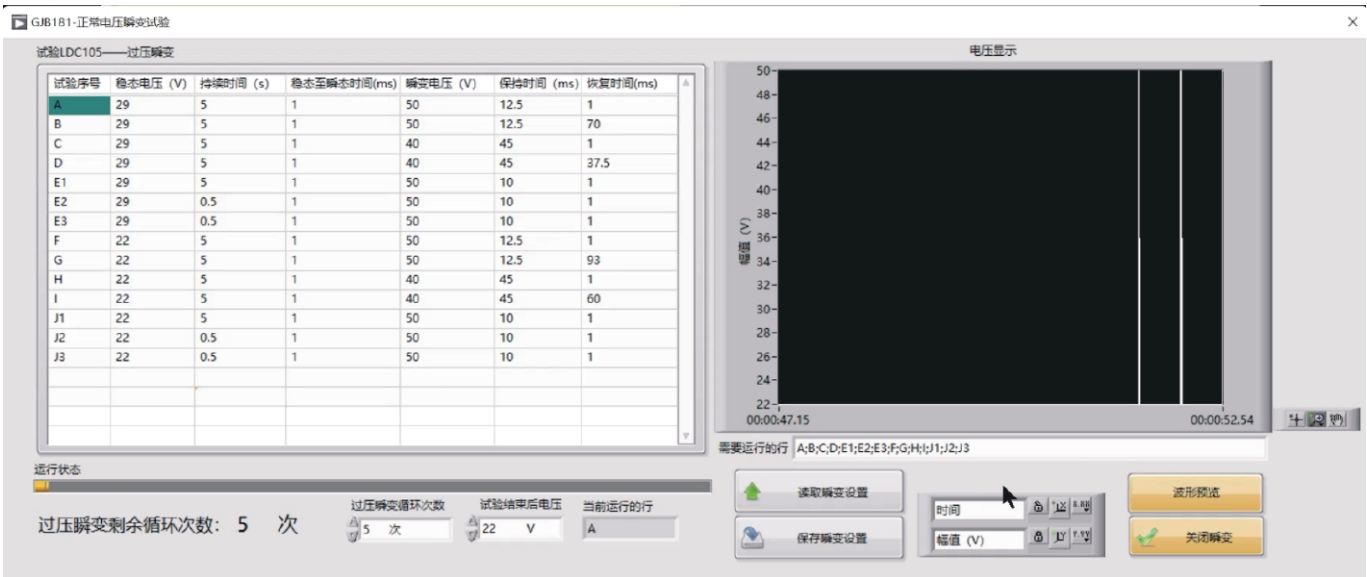 GJB181-正常电压瞬变试验
试验LDC105——过压瞬变
试验序号 稳态电压 (V) 持续时间 (s) 稳态至瞬态时间(ms) 瞬变电压 (V) 保持时间 (ms) 恢复时间(ms)
A 29 5 1 50 12.5 1
B 29 5 1 50 12.5 70
C 29 5 1 40 45 1
D 29 5 1 40 45 37.5
E1 29 5 1 50 10 1
E2 29 0.5 1 50 10 1
E3 29 0.5 1 50 10 1
F 22 5 1 50 12.5 1
G 22 5 1 50 12.5 93
H 22 5 1 40 45 1
I 22 5 1 40 45 60
J1 22 5 1 50 10 1
J2 22 0.5 1 50 10 1
J3 22 0.5 1 50 10 1
电压显示
幅值 (V)
50
48
46
44
42
40
38
36
34
32
30
28
26
24
22
00:00:47.15 00:00:52.54
需要运行的行 A;B;C;D;E1;E2;E3;F;G;H;I;J1;J2;J3
运行状态
过压瞬变剩余循环次数: 5 次
过压瞬变循环次数
5 次
试验结束后电压
22 V
当前运行的行
A
读取瞬变设置
保存瞬变设置
时间
幅值 (V)
波形预览
关闭瞬变